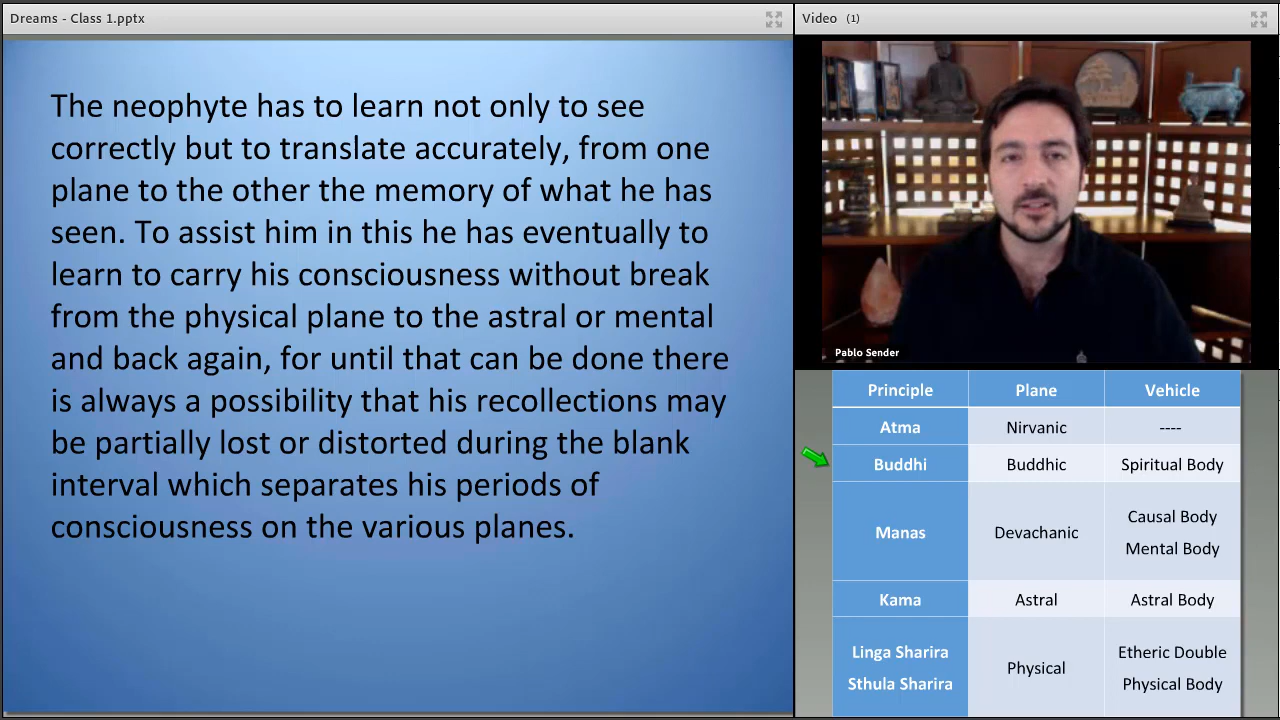 Dreams - Class 1.pptx
The neophyte has to learn not only to see
correctly but to translate accurately, from one
plane to the other the memory of what he has
seen. To assist him in this he has eventually to
learn to carry his consciousness without break
from the physical plane to the astral or mental
and back again, for until that can be done there
is always a possibility that his recollections may
be partially lost or distorted during the blank
interval which separates his periods of
consciousness on the various planes.
Video (1)
Pablo Sender
Principle Plane Vehicle
Atma Nirvanic ----
Buddhi Buddhic Spiritual Body
Manas Devachanic Causal Body
Mental Body
Kama Astral Astral Body
Linga Sharira Physical Etheric Double
Sthula Sharira Physical Body